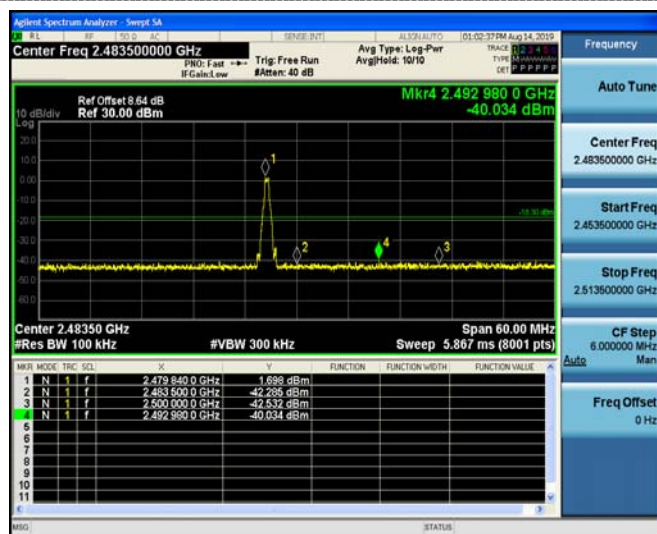 Agilent Spectrum Analyzer - Swept SA
RL RF 50 Ω AC SENSE:INT ALIGN AUTO 01:02:37 PM Aug 14, 2019
Center Freq 2.483500000 GHz
PNO: Fast
IFGain:Low
Trig: Free Run
#Atten: 40 dB
Avg Type: Log-Pwr
Avg|Hold: 10/10
TRACE 1 2 3 4 5 6
TYPE
DET P P P P P P
Ref Offset 8.64 dB
Ref 30.00 dBm
10 dB/div
Log
Mkr4 2.492 980 0 GHz
-40.034 dBm
20.0
10.0
0.00
-10.0
-20.0
-30.0
-40.0
-50.0
-60.0
1
2
4
3
Center 2.48350 GHz
Span 60.00 MHz
#Res BW 100 kHz
#VBW 300 kHz
Sweep 5.867 ms (8001 pts)
MKR MODE TRC SCL X Y FUNCTION FUNCTION WIDTH FUNCTION VALUE
1 N 1 f 2.479 840 0 GHz 1.698 dBm
2 N 1 f 2.483 500 0 GHz -42.285 dBm
3 N 1 f 2.500 000 0 GHz -42.532 dBm
4 N 1 f 2.492 980 0 GHz -40.034 dBm
5
6
7
8
9
10
11
MSG
STATUS
Frequency
Auto Tune
Center Freq
2.483500000 GHz
Start Freq
2.453500000 GHz
Stop Freq
2.513500000 GHz
CF Step
6.000000 MHz
Auto Man
Freq Offset
0 Hz